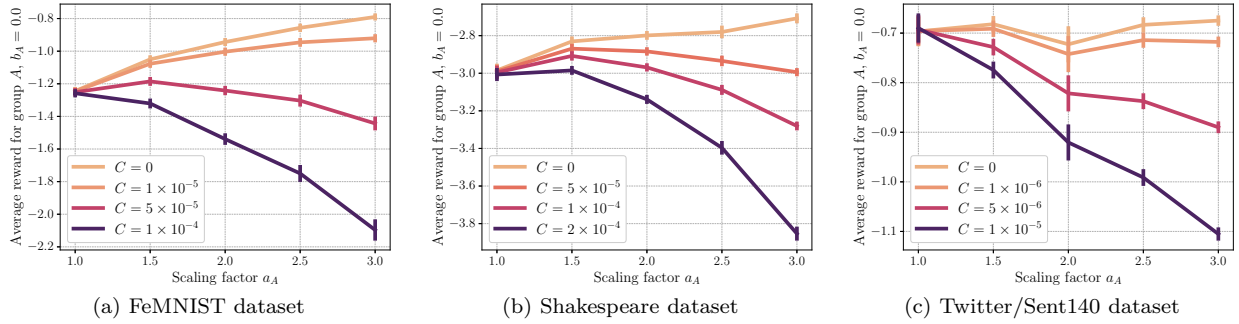 Average reward for group A, b_A = 0.0
−0.8
−1.0
−1.2
−1.4
−1.6
−1.8
−2.0
−2.2
C = 0
C = 1 × 10^−5
C = 5 × 10^−5
C = 1 × 10^−4
1.0 1.5 2.0 2.5 3.0
Scaling factor a_A
(a) FeMNIST dataset
Average reward for group A, b_A = 0.0
−2.8
−3.0
−3.2
−3.4
−3.6
−3.8
C = 0
C = 5 × 10^−5
C = 1 × 10^−4
C = 2 × 10^−4
1.0 1.5 2.0 2.5 3.0
Scaling factor a_A
(b) Shakespeare dataset
Average reward for group A, b_A = 0.0
−0.7
−0.8
−0.9
−1.0
−1.1
C = 0
C = 1 × 10^−6
C = 5 × 10^−6
C = 1 × 10^−5
1.0 1.5 2.0 2.5 3.0
Scaling factor a_A
(c) Twitter/Sent140 dataset